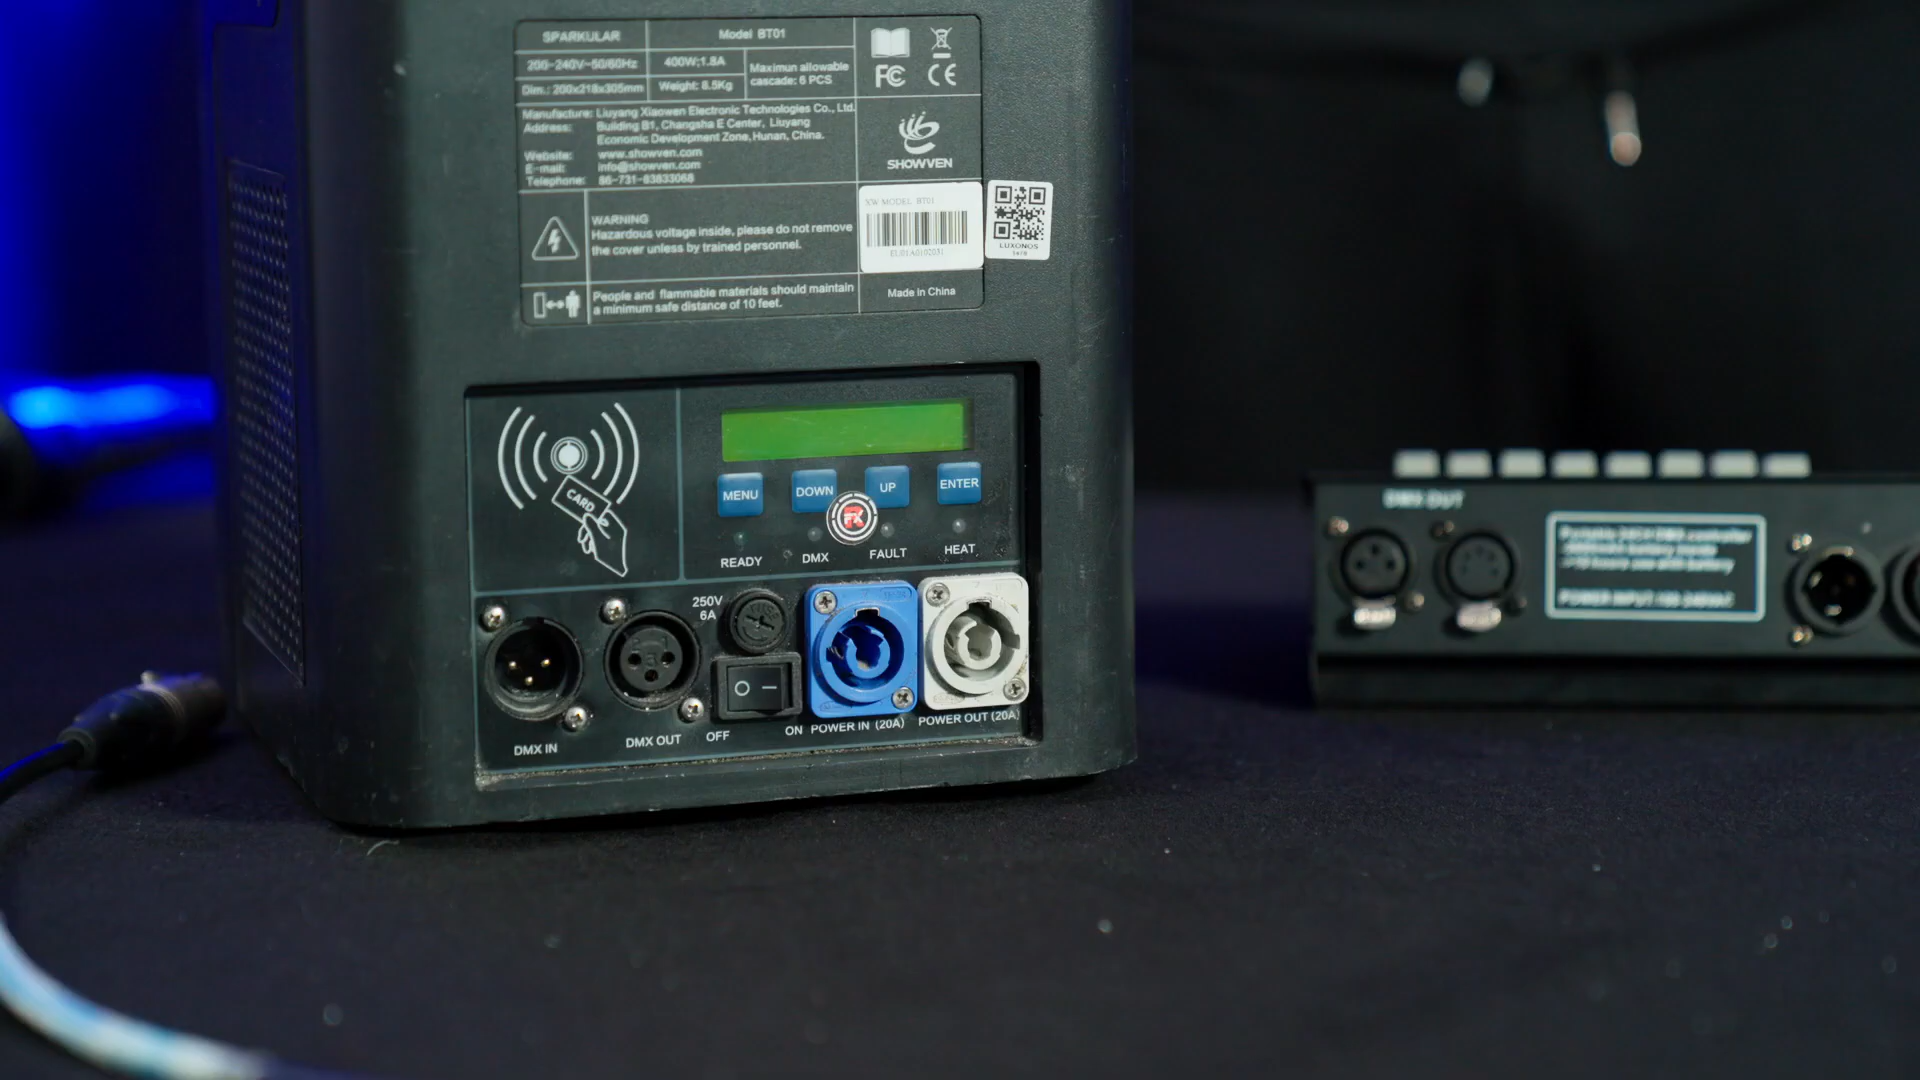 SPARKULAR
Model BT01
200-240V~50/60Hz
400W;1.8A
Maximun allowable
cascade: 6 PCS
Dim.: 200x218x305mm
Weight: 8.5Kg
FC CE
Manufacture: Liuyang Xiaowen Electronic Technologies Co., Ltd.
Address: Building B1, Changsha E Center, Liuyang
Economic Development Zone, Hunan, China.
Website: www.showven.com
E-mail: info@showven.com
Telephone: 86-731-83833068
SHOWVEN
WARNING
Hazardous voltage inside, please do not remove
the cover unless by trained personnel.
XW MODEL BT01
LUXONOS
People and flammable materials should maintain
a minimum safe distance of 10 feet.
Made in China
CARD
MENU
DOWN
UP
ENTER
FX
READY
DMX
FAULT
HEAT
250V
6A
DMX IN
DMX OUT
OFF
ON
POWER IN (20A)
POWER OUT (20A)
DMX OUT
Portable DMX controller